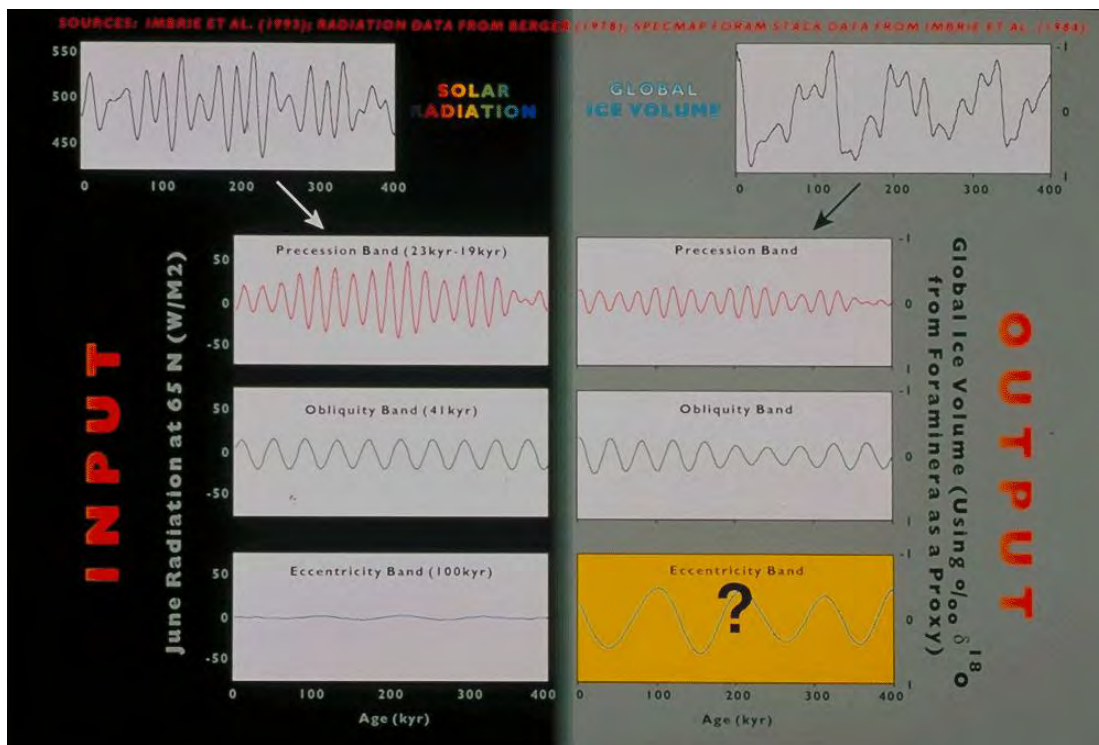 SOURCES: IMBRIE ET AL. (1993); RADIATION DATA FROM BERGER (1978); SPECMAP FORAM STACK DATA FROM IMBRIE ET AL. (1984)
550
500
450
0 100 200 300 400
SOLAR
RADIATION
GLOBAL
ICE VOLUME
-1
0
1
0 100 200 300 400
INPUT
June Radiation at 65 N (W/M2)
50
0
-50
Precession Band (23kyr-19kyr)
50
0
-50
Obliquity Band (41kyr)
50
0
-50
Eccentricity Band (100kyr)
0 100 200 300 400
Age (kyr)
Precession Band
-1
0
1
Obliquity Band
-1
0
1
Eccentricity Band
?
-1
0
1
0 100 200 300 400
Age (kyr)
Global Ice Volume (Using ‰ δ18O
from Foraminera as a Proxy)
OUTPUT